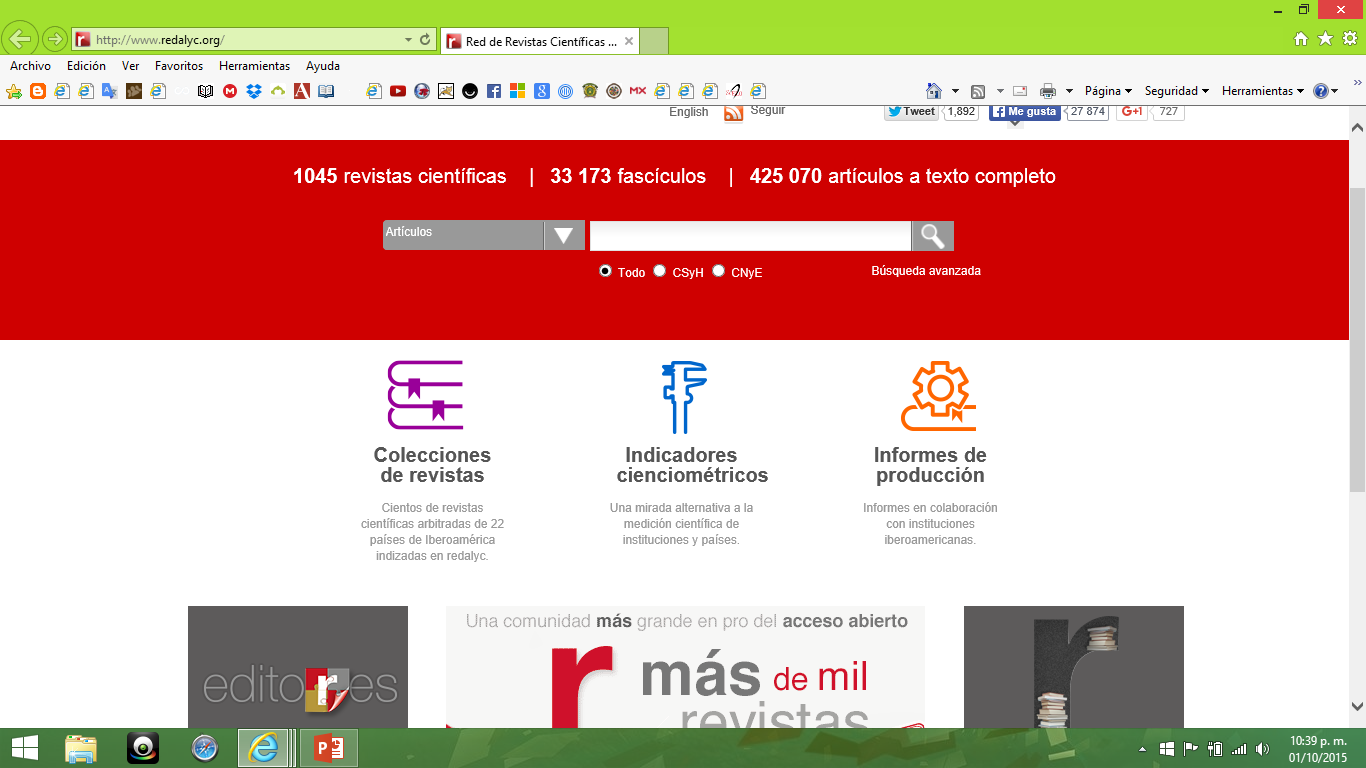 http://www.redalyc.org/
Red de Revistas Científicas ...
Archivo Edición Ver Favoritos Herramientas Ayuda
Página Seguridad Herramientas
English Seguir Tweet 1,892 Me gusta 27 874 G+1 727
1045 revistas científicas | 33 173 fascículos | 425 070 artículos a texto completo
Artículos
Todo CSyH CNyE Búsqueda avanzada
Colecciones de revistas
Cientos de revistas
científicas arbitradas de 22
países de Iberoamérica
indizadas en redalyc.
Indicadores
cienciométricos
Una mirada alternativa a la
medición científica de
instituciones y países.
Informes de
producción
Informes en colaboración
con instituciones
iberoamericanas.
editores
Una comunidad más grande en pro del acceso abierto
r más de mil
revistas
r
10:39 p. m.
01/10/2015